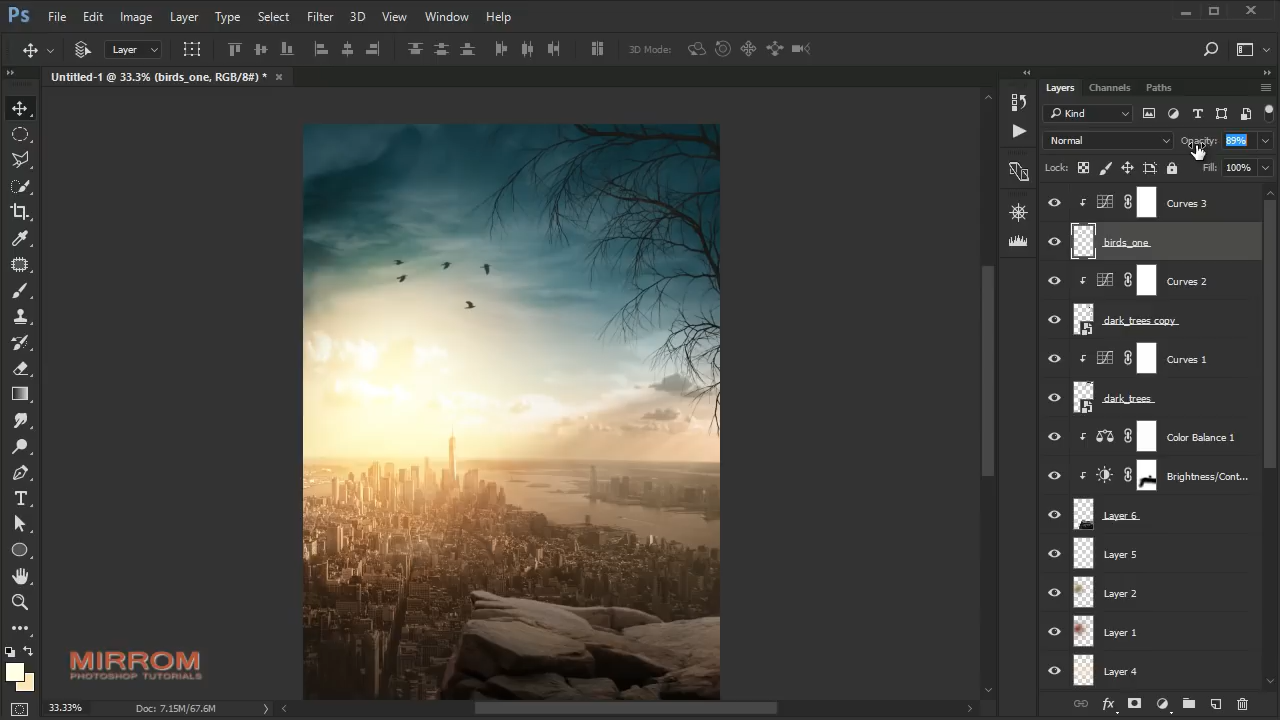 Ps File Edit Image Layer Type Select Filter 3D View Window Help
Layer 3D Mode:
Untitled-1 @ 33.3% (birds_one, RGB/8#) * ×
Layers Channels Paths
Kind
Normal Opacity: 89%
Lock: Fill: 100%
Curves 3
birds_one
Curves 2
dark_trees copy
Curves 1
dark_trees
Color Balance 1
Brightness/Cont...
Layer 6
Layer 5
Layer 2
Layer 1
Layer 4
MIRROM
PHOTOSHOP TUTORIALS
33.33% Doc: 7.15M/67.6M